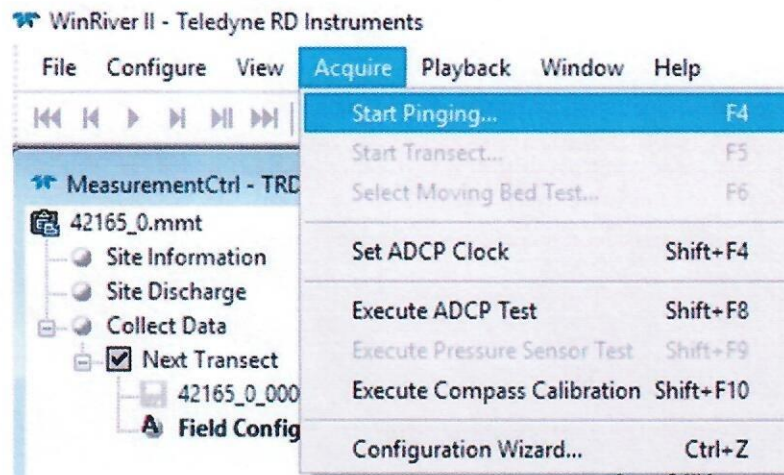 WinRiver II - Teledyne RD Instruments
File Configure View Acquire Playback Window Help
Start Pinging... F4
Start Transect... F5
MeasurementCtrl - TRD
Select Moving Bed Test... F6
42165_0.mmt
Site Information
Set ADCP Clock Shift+F4
Site Discharge
Execute ADCP Test Shift+F8
Collect Data
Execute Pressure Sensor Test Shift+F9
Next Transect
42165_0_000
Execute Compass Calibration Shift+F10
Field Config
Configuration Wizard... Ctrl+Z